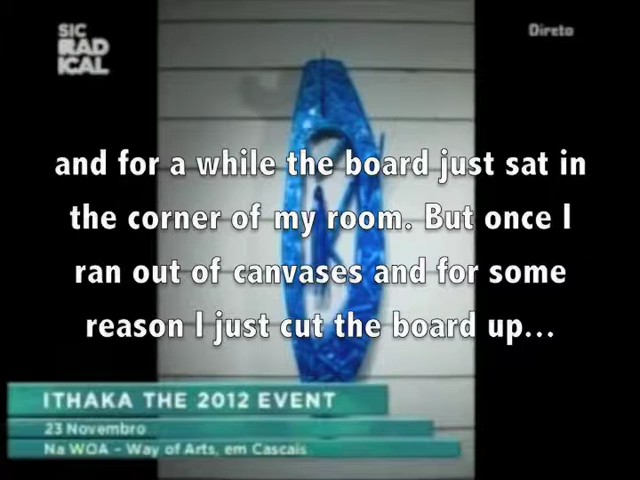 SIC
RAD
ICAL
Direto
and for a while the board just sat in
the corner of my room. But once I
ran out of canvases and for some
reason I just cut the board up...
ITHAKA THE 2012 EVENT
23 Novembro
Na WOA - Way of Arts, em Cascais